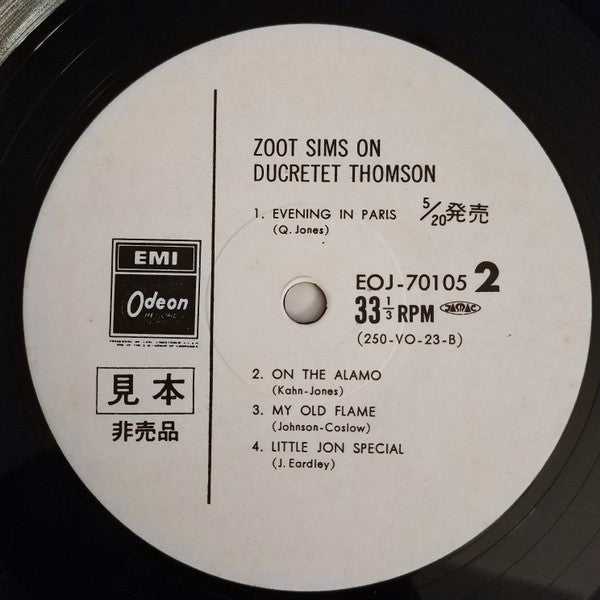 ZOOT SIMS ON
DUCRETET THOMSON
1. EVENING IN PARIS
(Q. Jones)
5/20発売
EMI
Odeon
EOJ-70105 2
33 1/3 RPM JASRAC
(250-VO-23-B)
見本
非売品
2. ON THE ALAMO
(Kahn-Jones)
3. MY OLD FLAME
(Johnson-Coslow)
4. LITTLE JON SPECIAL
(J. Eardley)